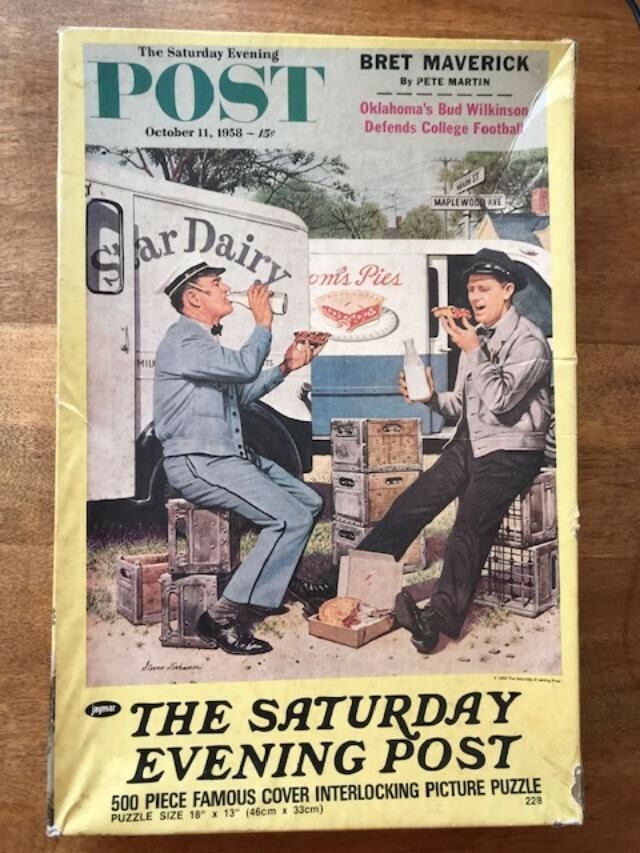 The Saturday Evening
POST
October 11, 1958 – 15¢
BRET MAVERICK
By PETE MARTIN
Oklahoma's Bud Wilkinson
Defends College Football
MAIN ST
MAPLEWOOD AVE
Star Dairy
om's Pies
MILK
jaymar
THE SATURDAY
EVENING POST
500 PIECE FAMOUS COVER INTERLOCKING PICTURE PUZZLE
PUZZLE SIZE 18" x 13" (46cm x 33cm)
228